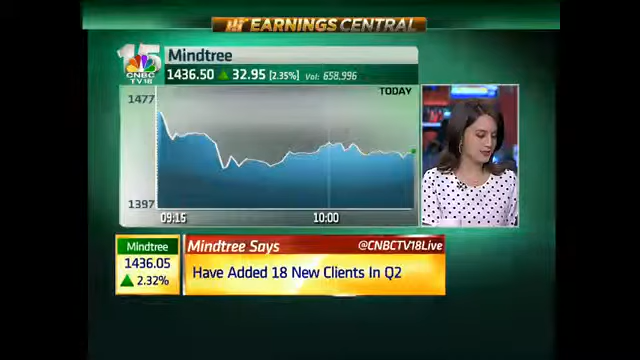 EARNINGS CENTRAL
15
CNBC
TV18
Mindtree
1436.50 ▲ 32.95 [2.35%] Vol: 658,996
TODAY
1477
1397
09:15
10:00
Mindtree
1436.05
▲ 2.32%
Mindtree Says
@CNBCTV18Live
Have Added 18 New Clients In Q2